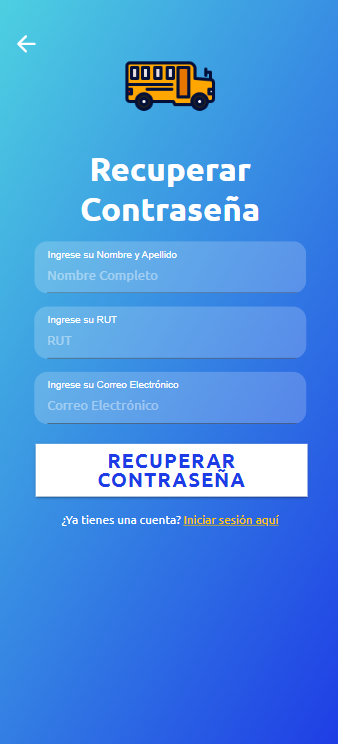 Recuperar
Contraseña
Ingrese su Nombre y Apellido
Nombre Completo
Ingrese su RUT
RUT
Ingrese su Correo Electrónico
Correo Electrónico
RECUPERAR
CONTRASEÑA
¿Ya tienes una cuenta? Iniciar sesión aquí